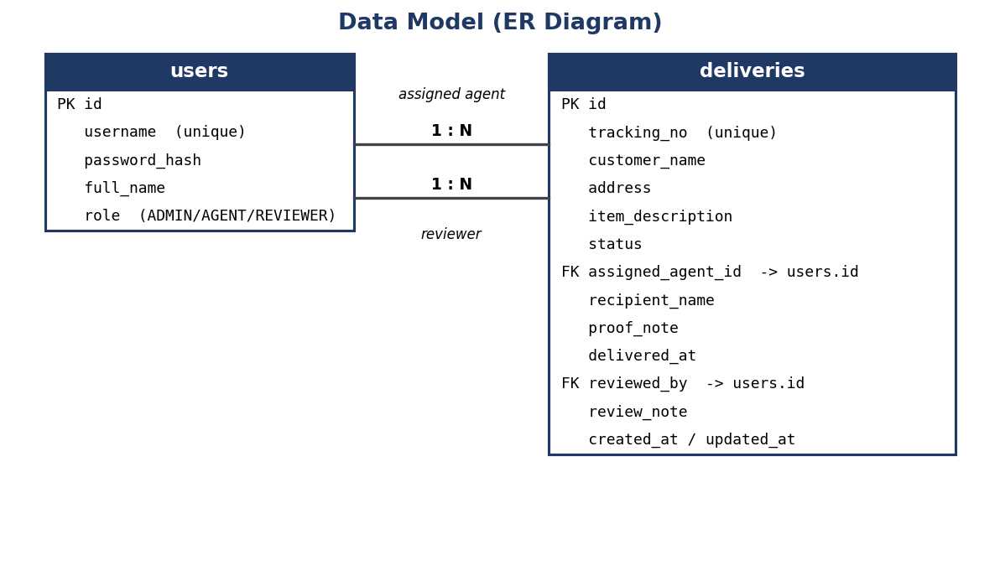 Data Model (ER Diagram)
users
PK id
username (unique)
password_hash
full_name
role (ADMIN/AGENT/REVIEWER)
assigned agent
1 : N
1 : N
reviewer
deliveries
PK id
tracking_no (unique)
customer_name
address
item_description
status
FK assigned_agent_id -> users.id
recipient_name
proof_note
delivered_at
FK reviewed_by -> users.id
review_note
created_at / updated_at